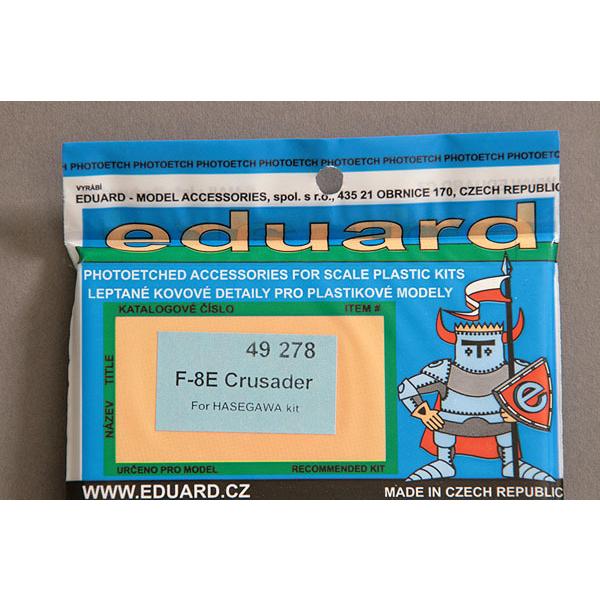 PHOTOETCH PHOTOETCH PHOTOETCH PHOTOETCH PHOTOETCH PHOTOETCH PHOTOETCH PHOTOETCH
VYRÁBÍ
EDUARD - MODEL ACCESSORIES, spol. s r.o., 435 21 OBRNICE 170, CZECH REPUBLIC
eduard
PHOTOETCHED ACCESSORIES FOR SCALE PLASTIC KITS
LEPTANÉ KOVOVÉ DETAILY PRO PLASTIKOVÉ MODELY
KATALOGOVÉ ČÍSLO ITEM #
NÁZEV TITLE
49 278
F-8E Crusader
For HASEGAWA kit
e
URČENO PRO MODEL RECOMMENDED KIT
WWW.EDUARD.CZ MADE IN CZECH REPUBLIC